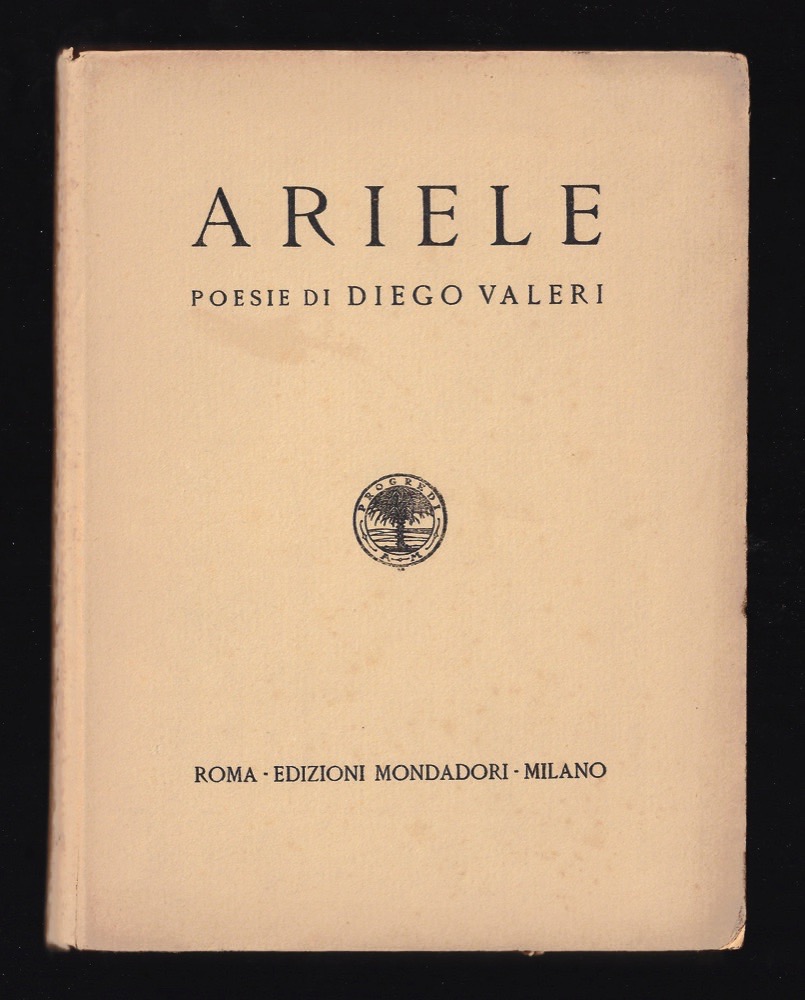 ARIELE
POESIE DI DIEGO VALERI
PROGREDI
A M
ROMA - EDIZIONI MONDADORI - MILANO